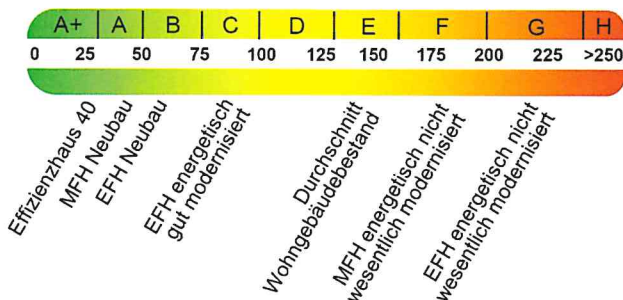 A+ A B C D E F G H
0 25 50 75 100 125 150 175 200 225 >250
Effizienzhaus 40
MFH Neubau
EFH Neubau
EFH energetisch
gut modernisiert
Durchschnitt
Wohngebäudebestand
MFH energetisch nicht
wesentlich modernisiert
EFH energetisch nicht
wesentlich modernisiert